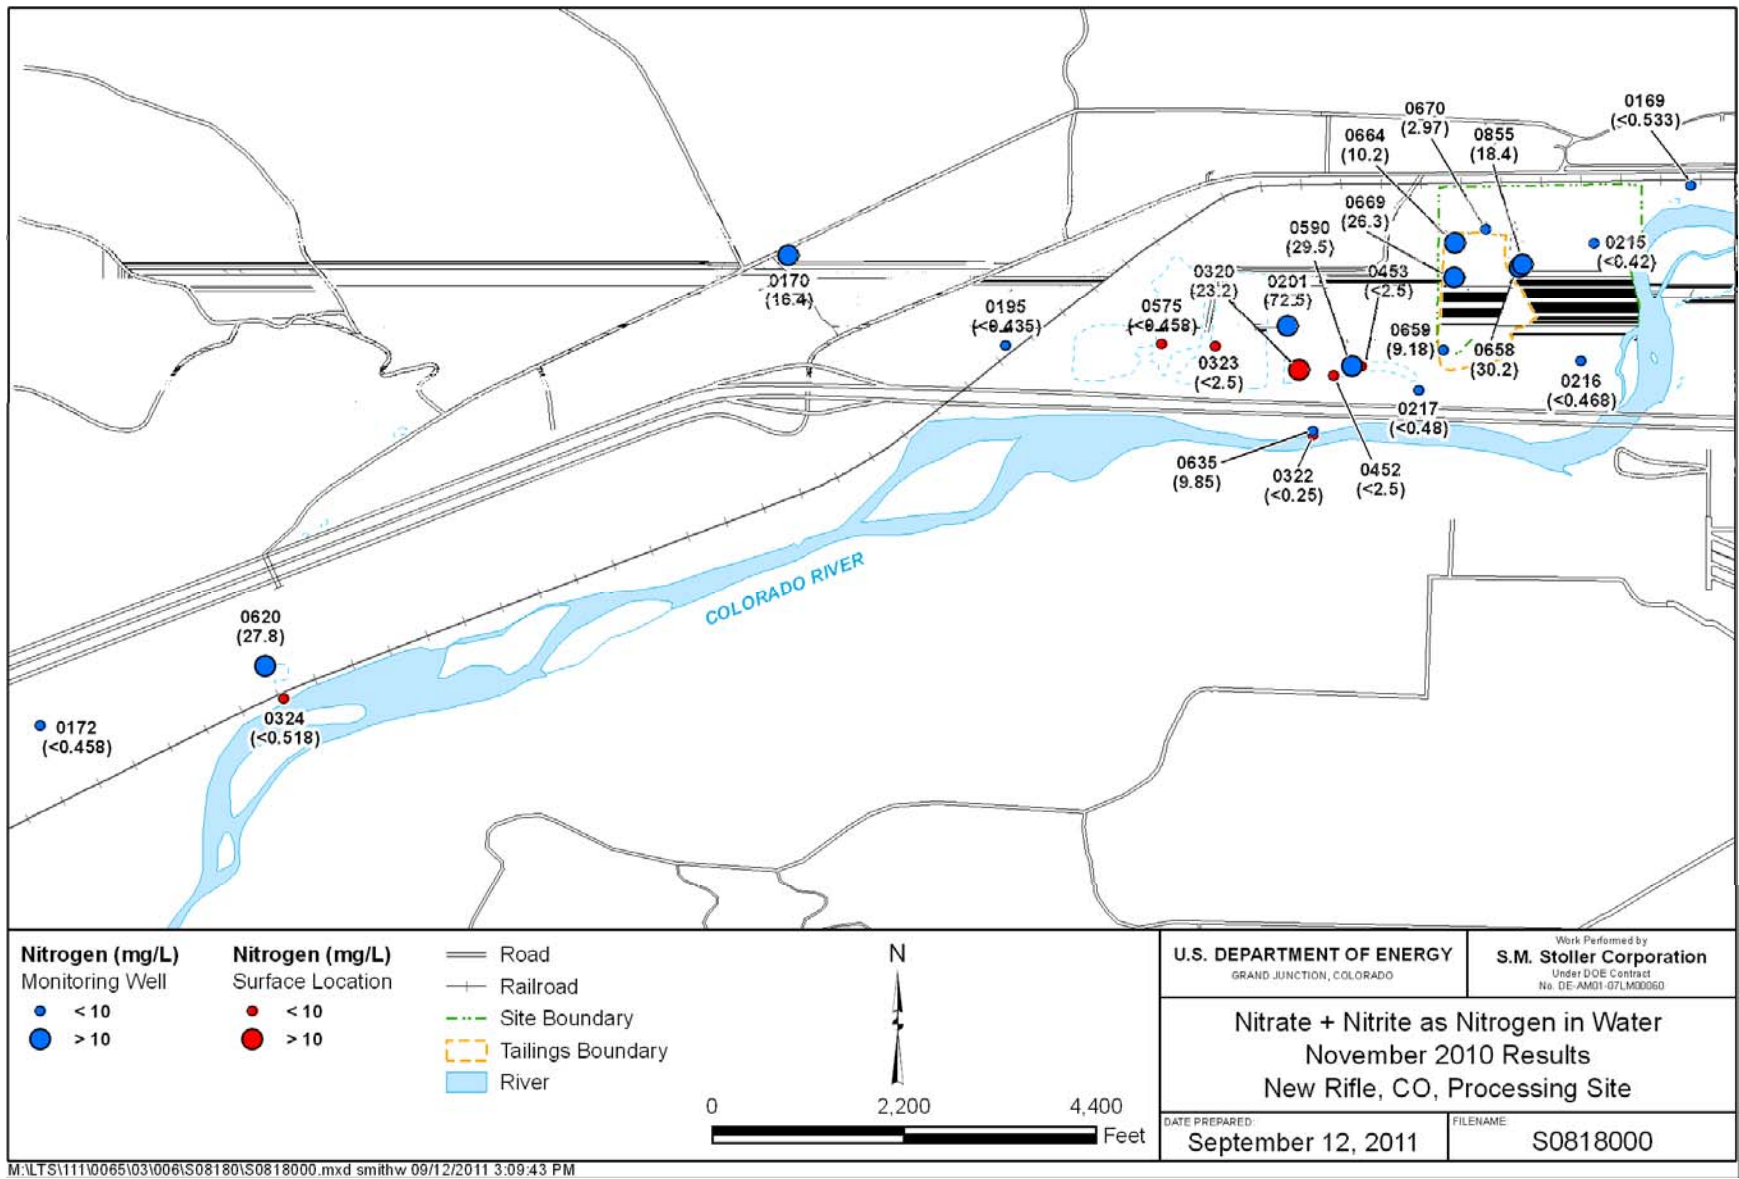 0670
(2.97)
0169
(<0.533)
0664
(10.2)
0855
(18.4)
0669
(26.3)
0590
(29.5)
0215
(<0.42)
0453
(<2.5)
0320
(23.2)
0201
(72.5)
0170
(16.4)
0195
(<0.435)
0575
(<0.458)
0659
(9.18)
0658
(30.2)
0323
(<2.5)
0216
(<0.468)
0217
(<0.48)
0635
(9.85)
0322
(<0.25)
0452
(<2.5)
COLORADO RIVER
0620
(27.8)
0324
(<0.518)
0172
(<0.458)
Nitrogen (mg/L)
Monitoring Well
< 10
> 10
Nitrogen (mg/L)
Surface Location
< 10
> 10
Road
Railroad
Site Boundary
Tailings Boundary
River
N
0 2,200 4,400
Feet
U.S. DEPARTMENT OF ENERGY
GRAND JUNCTION, COLORADO
Work Performed by
S.M. Stoller Corporation
Under DOE Contract
No. DE-AM01-07LM00060
Nitrate + Nitrite as Nitrogen in Water
November 2010 Results
New Rifle, CO, Processing Site
DATE PREPARED:
September 12, 2011
FILENAME:
S0818000
M:\LTS\111\0065\03\006\S08180\S0818000.mxd smithw 09/12/2011 3:09:43 PM